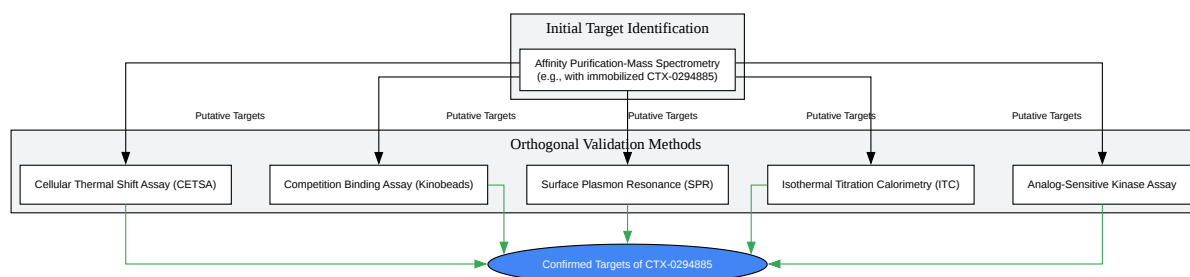 Initial Target Identification
Affinity Purification-Mass Spectrometry
(e.g., with immobilized CTX-0294885)
Putative Targets
Putative Targets
Putative Targets
Putative Targets
Putative Targets
Orthogonal Validation Methods
Cellular Thermal Shift Assay (CETSA)
Competition Binding Assay (Kinobeads)
Surface Plasmon Resonance (SPR)
Isothermal Titration Calorimetry (ITC)
Analog-Sensitive Kinase Assay
Confirmed Targets of CTX-0294885